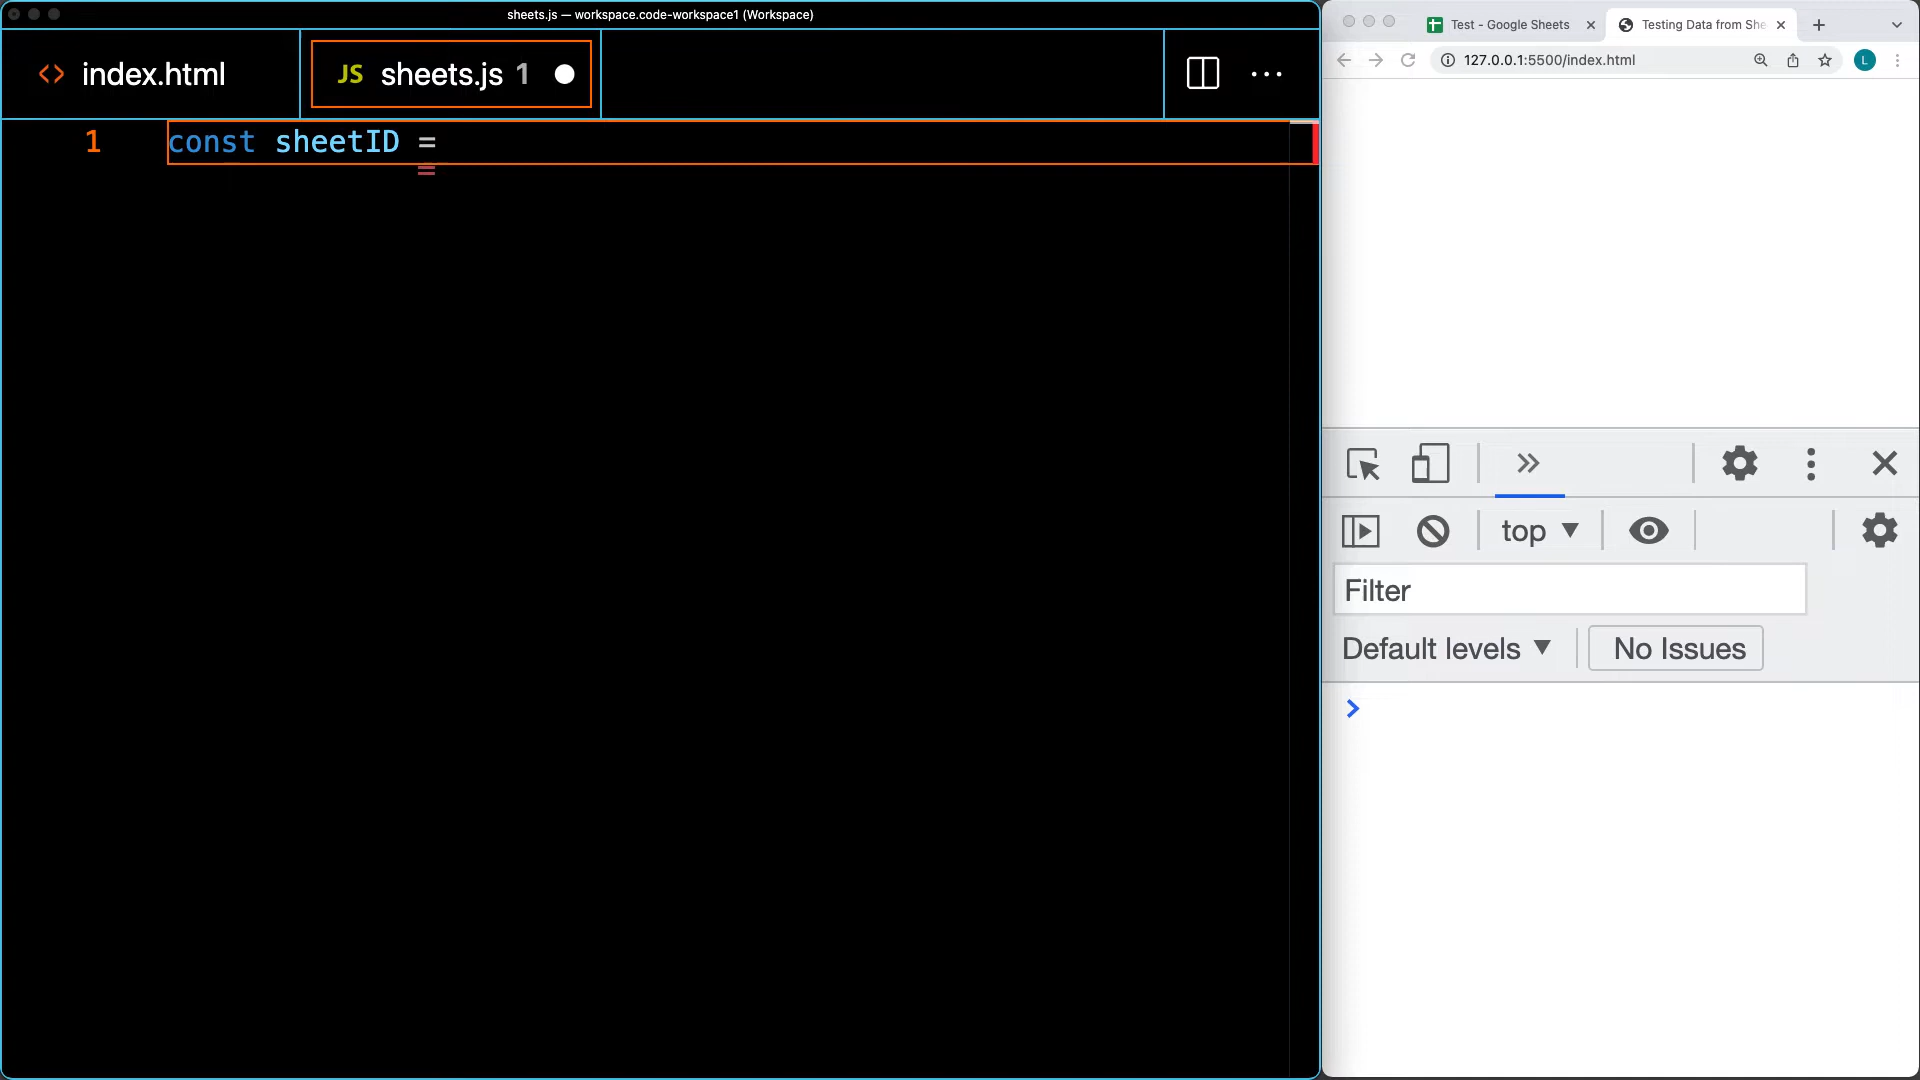 sheets.js — workspace.code-workspace1 (Workspace)
<> index.html
JS sheets.js 1
1 const sheetID =
Test - Google Sheets
Testing Data from She
127.0.0.1:5500/index.html
L
top
Filter
Default levels
No Issues